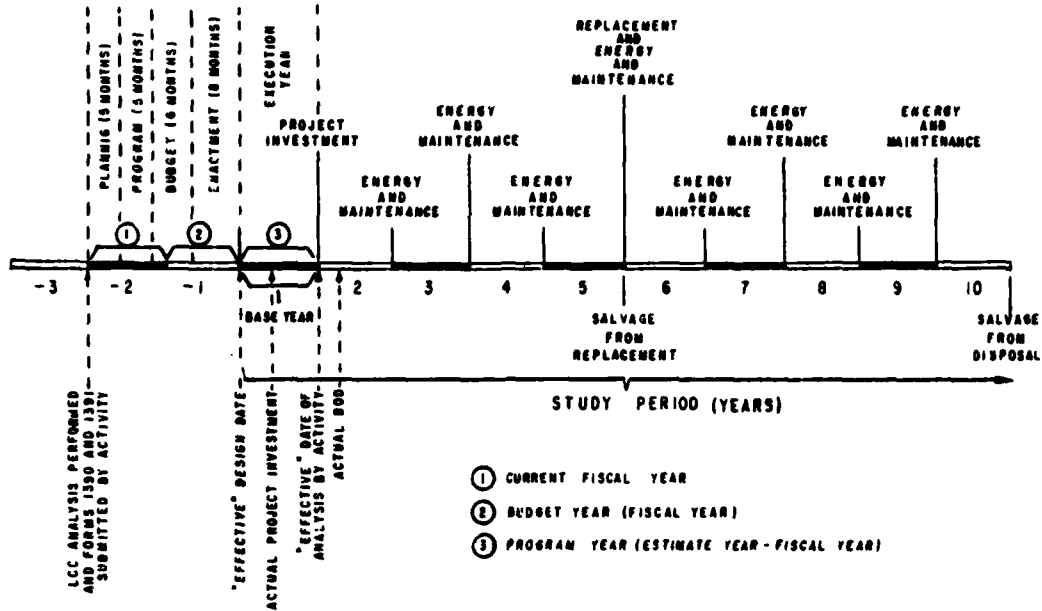 PLANNIG (5 MONTHS)
PROGRAM (5 MONTHS)
BUDGET (6 MONTHS)
ENACTMENT (8 MONTHS)
EXECUTION
YEAR
PROJECT
INVESTMENT
ENERGY
AND
MAINTENANCE
ENERGY
AND
MAINTENANCE
ENERGY
AND
MAINTENANCE
REPLACEMENT
AND
ENERGY
AND
MAINTENANCE
ENERGY
AND
MAINTENANCE
ENERGY
AND
MAINTENANCE
ENERGY
AND
MAINTENANCE
ENERGY
AND
MAINTENANCE
1
2
3
-3
-2
-1
1
BASE YEAR
2
3
4
5
6
7
8
9
10
SALVAGE
FROM
REPLACEMENT
SALVAGE
FROM
DISPOSAL
STUDY PERIOD (YEARS)
LCC ANALYSIS PERFORMED
AND FORMS 1390 AND 1391
SUBMITTED BY ACTIVITY
"EFFECTIVE" DESIGN DATE
ACTUAL PROJECT INVESTMENT
"EFFECTIVE" DATE OF
ANALYSIS BY ACTIVITY
ACTUAL BOD
1 CURRENT FISCAL YEAR
2 BUDGET YEAR (FISCAL YEAR)
3 PROGRAM YEAR (ESTIMATE YEAR-FISCAL YEAR)